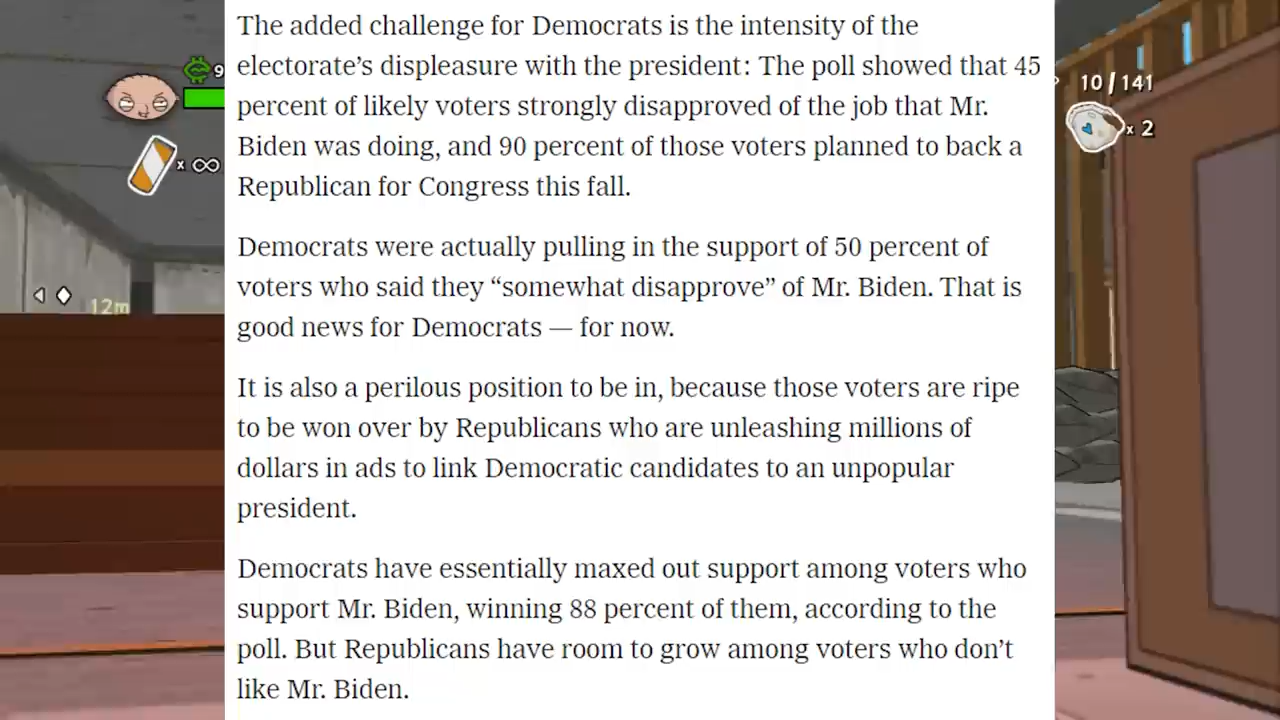 The added challenge for Democrats is the intensity of the
electorate’s displeasure with the president: The poll showed that 45
percent of likely voters strongly disapproved of the job that Mr.
Biden was doing, and 90 percent of those voters planned to back a
Republican for Congress this fall.
Democrats were actually pulling in the support of 50 percent of
voters who said they “somewhat disapprove” of Mr. Biden. That is
good news for Democrats — for now.
It is also a perilous position to be in, because those voters are ripe
to be won over by Republicans who are unleashing millions of
dollars in ads to link Democratic candidates to an unpopular
president.
Democrats have essentially maxed out support among voters who
support Mr. Biden, winning 88 percent of them, according to the
poll. But Republicans have room to grow among voters who don’t
like Mr. Biden.
9
x ∞
12m
10 / 141
x 2